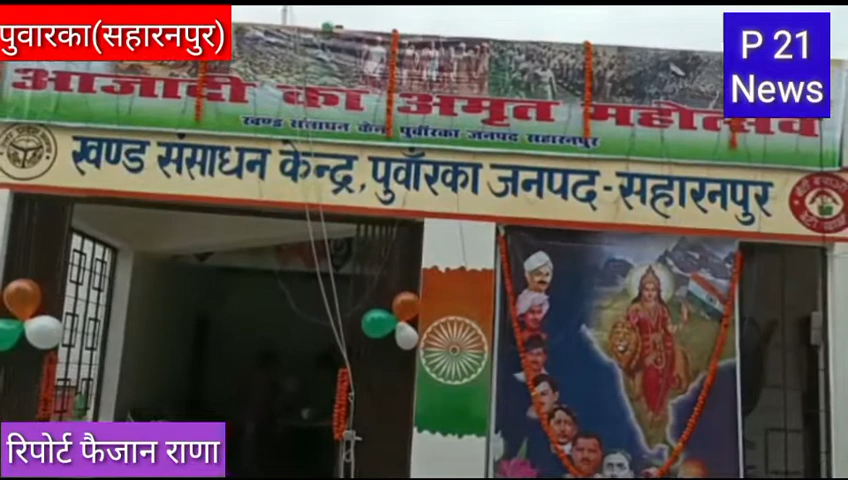 पुवारका(सहारनपुर)
P 21
News
आजादी का अमृत महोत्सव
खण्ड संसाधन केन्द्र पुवाँरका जनपद सहारनपुर
खण्ड संसाधन केन्द्र, पुवाँरका जनपद-सहारनपुर
रिपोर्ट फैजान राणा